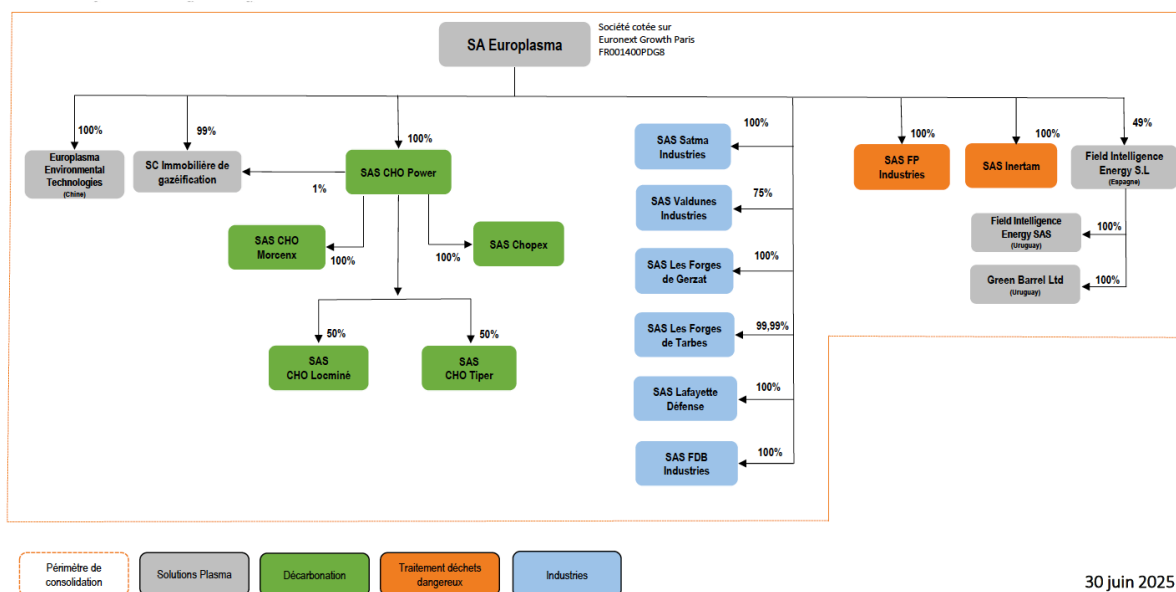 SA Europlasma
Société cotée sur
Euronext Growth Paris
FR001400PDG8
100%
99%
100%
100%
100%
100%
49%
Europlasma
Environmental
Technologies
(Chine)
SC Immobilière de
gazéification
1%
SAS CHO Power
SAS Satma
Industries
SAS FP
Industries
SAS Inertam
Field Intelligence
Energy S.L
(Espagne)
SAS Valdunes
Industries
75%
SAS CHO
Morcenx
100%
100%
SAS Chopex
Field Intelligence
Energy SAS
(Uruguay)
100%
SAS Les Forges
de Gerzat
100%
Green Barrel Ltd
(Uruguay)
100%
50%
50%
SAS
CHO Locminé
SAS
CHO Tiper
SAS Les Forges
de Tarbes
99,99%
SAS Lafayette
Défense
100%
SAS FDB
Industries
100%
Périmètre de
consolidation
Solutions Plasma
Décarbonation
Traitement déchets
dangereux
Industries
30 juin 2025